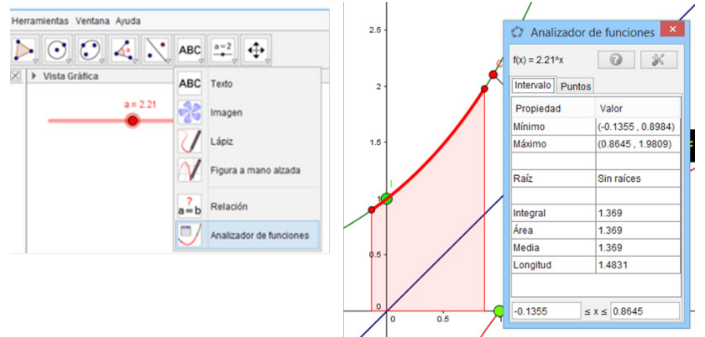 Herramientas Ventana Ayuda
ABC
a=2
Vista Gráfica
a = 2.21
ABC Texto
Imagen
Lápiz
Figura a mano alzada
?
a=b Relación
Analizador de funciones
2.5
2
1.5
1
0.5
0
0 0.5 1
Analizador de funciones
f(x) = 2.21^x
Intervalo Puntos
Propiedad Valor
Mínimo (-0.1355 , 0.8984)
Máximo (0.8645 , 1.9809)
Raíz Sin raíces
Integral 1.369
Área 1.369
Media 1.369
Longitud 1.4831
-0.1355 ≤ x ≤ 0.8645